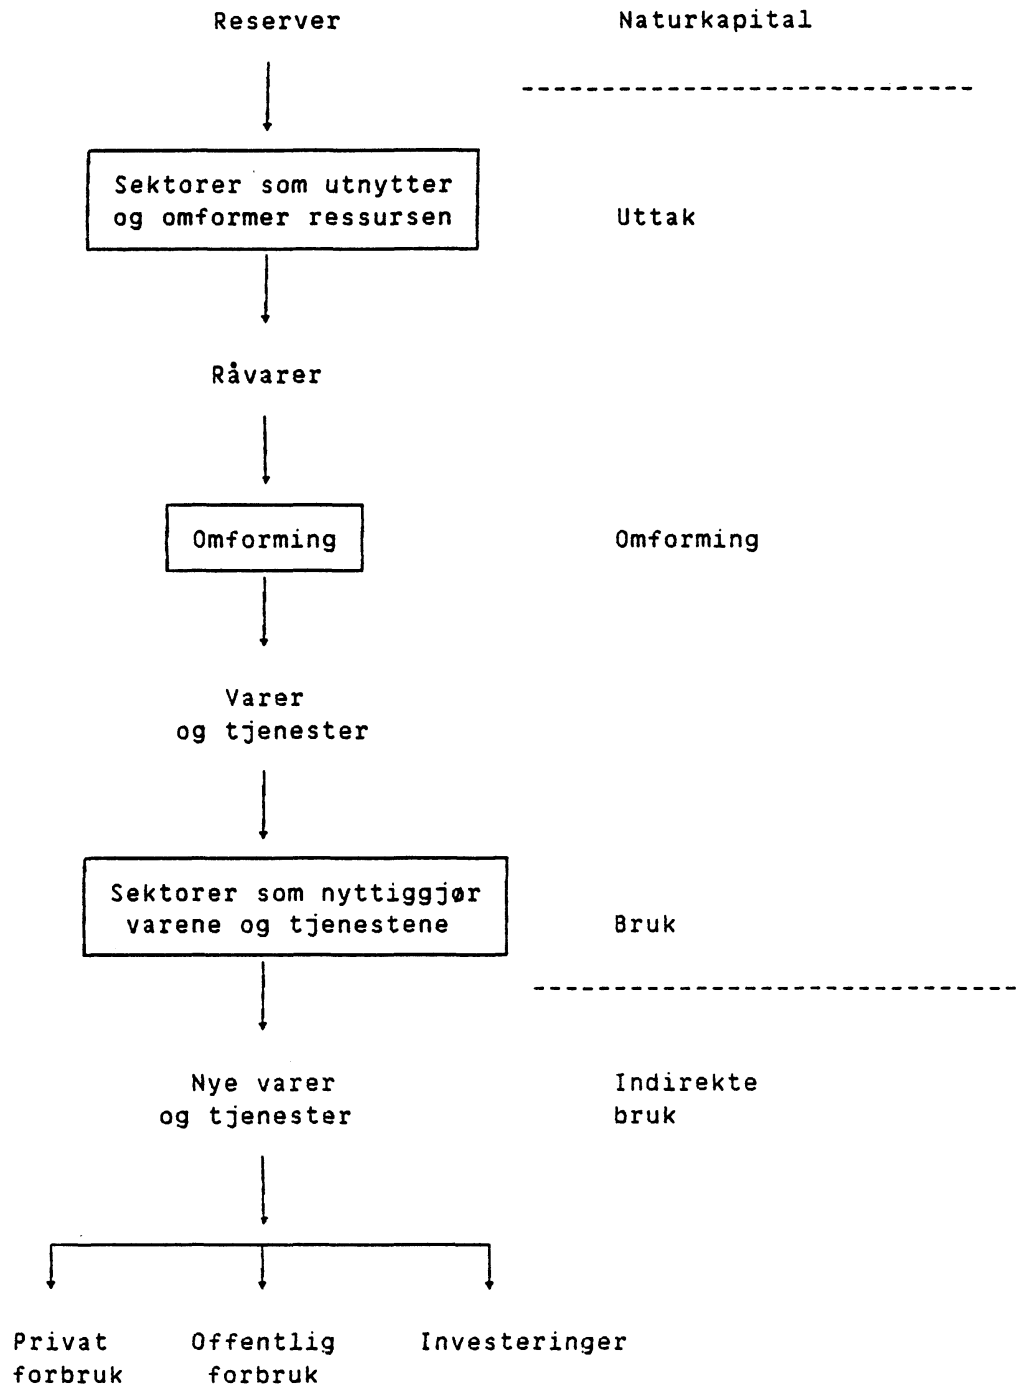 Reserver
Naturkapital
Sektorer som utnytter
og omformer ressursen
Uttak
Råvarer
Omforming
Omforming
Varer
og tjenester
Sektorer som nyttiggjør
varene og tjenestene
Bruk
Nye varer
og tjenester
Indirekte
bruk
Privat
forbruk
Offentlig
forbruk
Investeringer